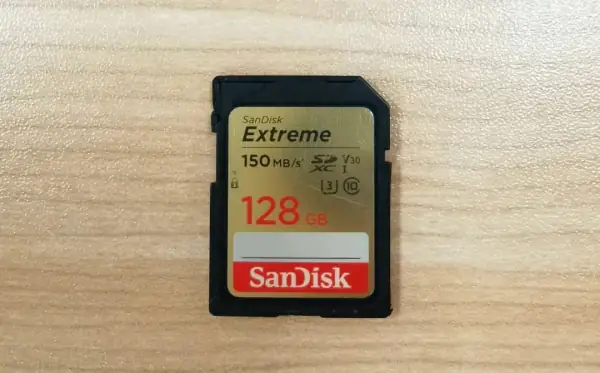 SanDisk
Extreme
150 MB/s*
SD XC V30 I
3 10
128 GB
SanDisk